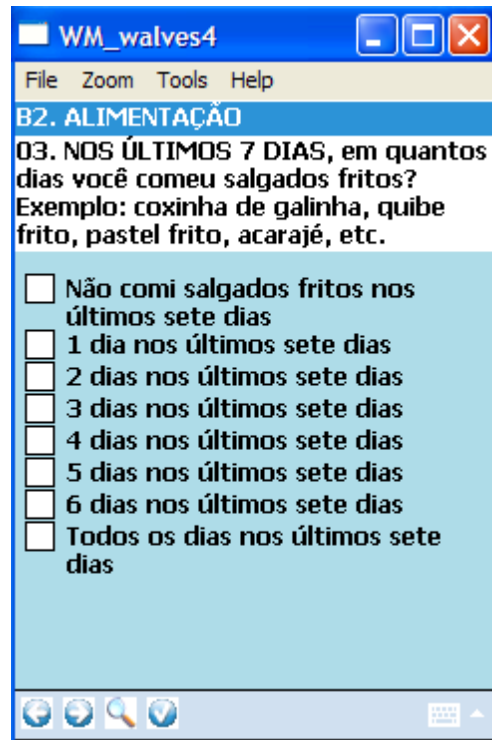 WM_walves4
File Zoom Tools Help
B2. ALIMENTAÇÃO
03. NOS ÚLTIMOS 7 DIAS, em quantos
dias você comeu salgados fritos?
Exemplo: coxinha de galinha, quibe
frito, pastel frito, acarajé, etc.
Não comi salgados fritos nos
últimos sete dias
1 dia nos últimos sete dias
2 dias nos últimos sete dias
3 dias nos últimos sete dias
4 dias nos últimos sete dias
5 dias nos últimos sete dias
6 dias nos últimos sete dias
Todos os dias nos últimos sete
dias